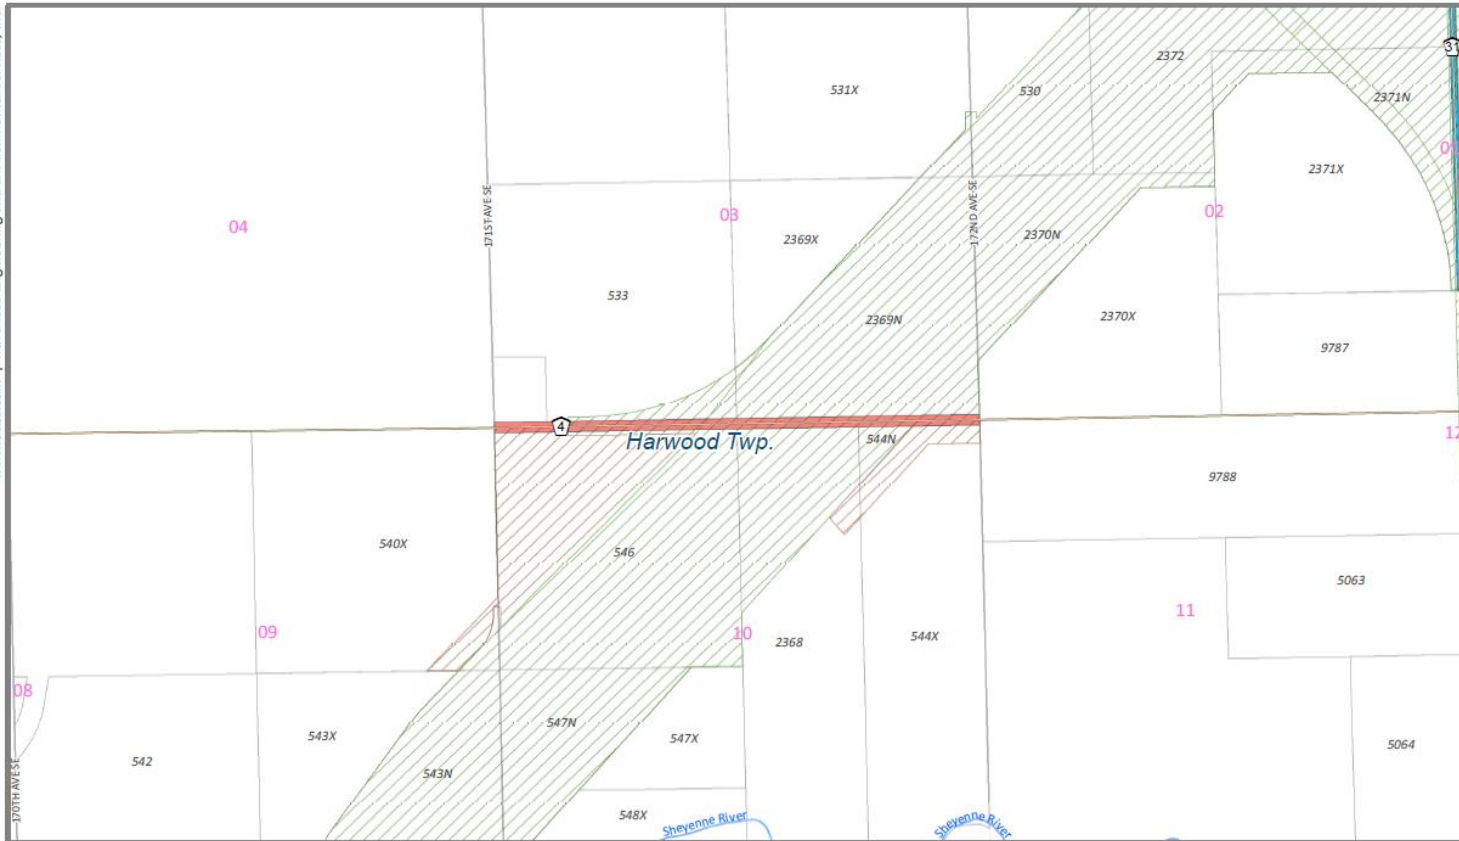 31
2372
530
531X
2371N
01
2371X
171ST AVE SE
172ND AVE SE
03
02
04
2370N
2369X
533
2369N
2370X
9787
4
Harwood Twp.
544N
12
9788
540X
546
5063
11
09
10
2368
544X
08
547N
543X
547X
5064
542
543N
170TH AVE SE
548X
Sheyenne River
Sheyenne River